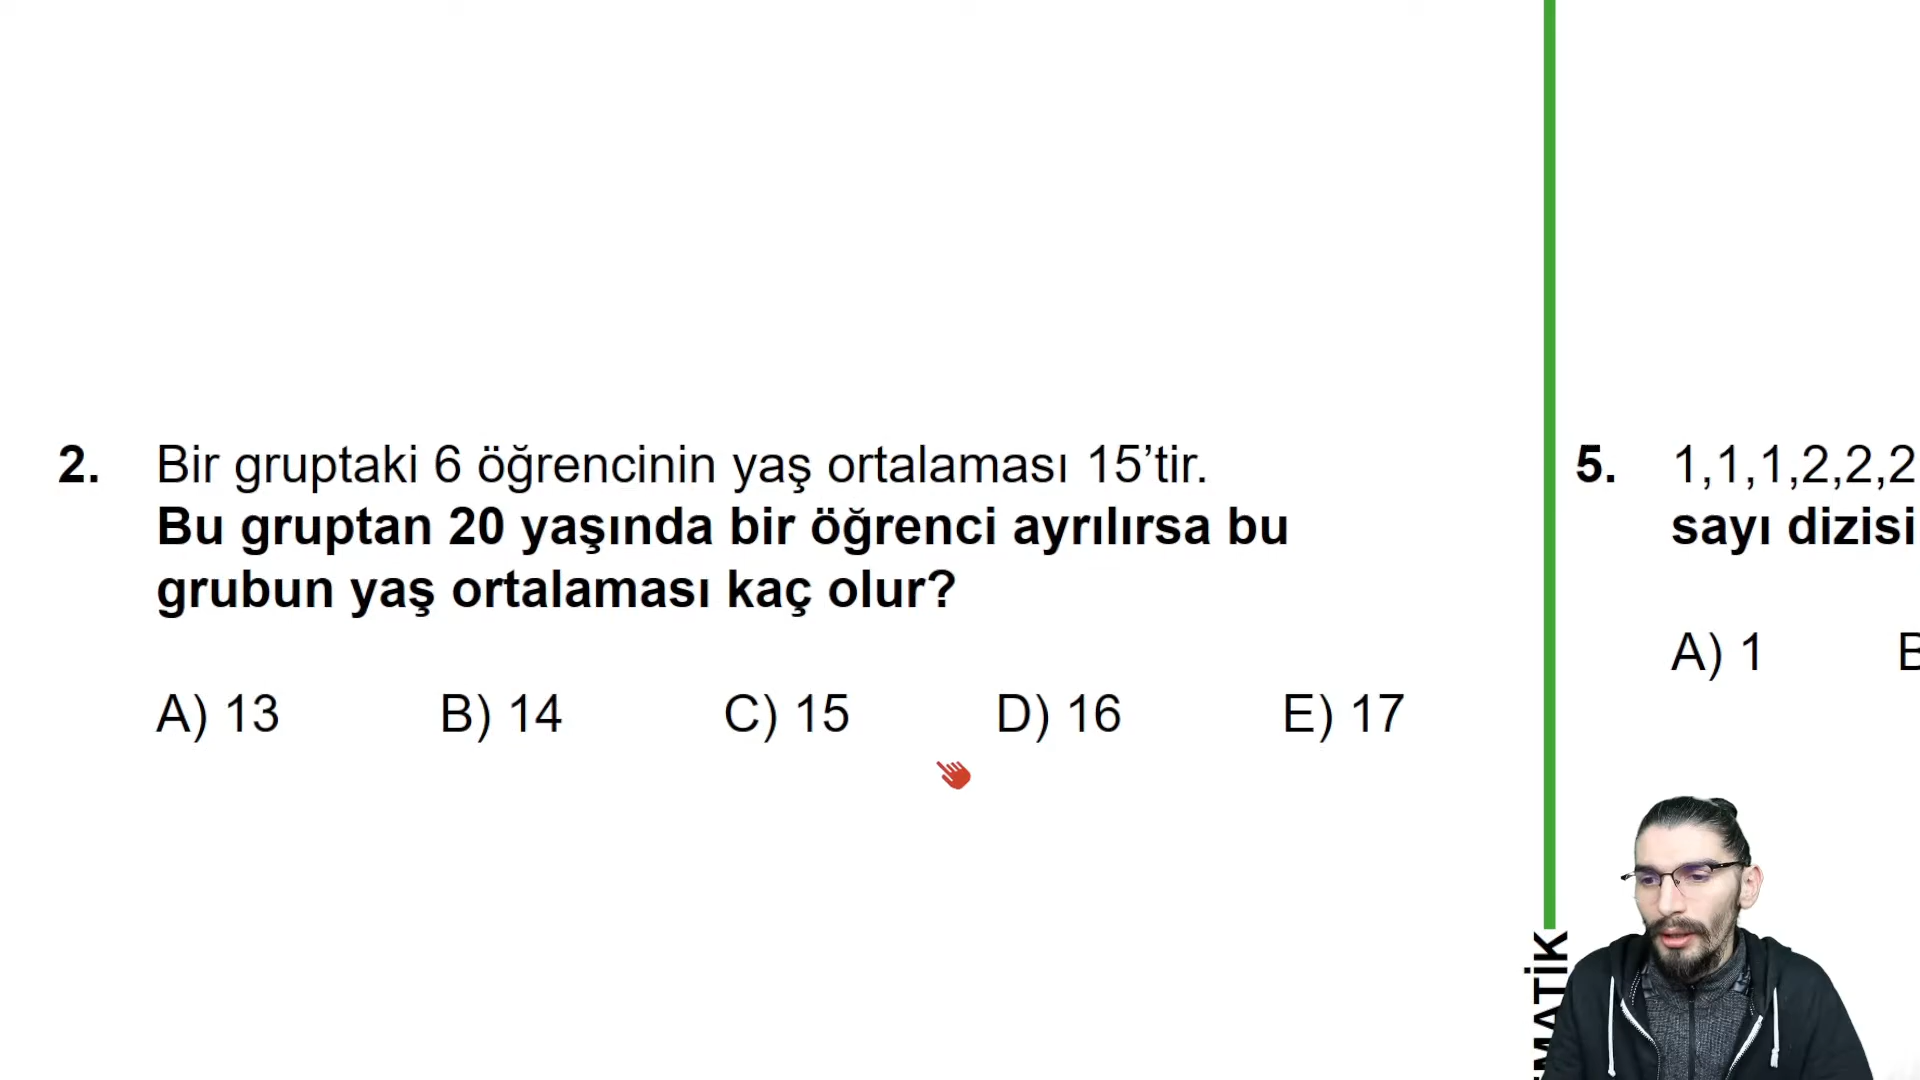 2. Bir gruptaki 6 öğrencinin yaş ortalaması 15’tir.
Bu gruptan 20 yaşında bir öğrenci ayrılırsa bu
grubun yaş ortalaması kaç olur?
A) 13 B) 14 C) 15 D) 16 E) 17
5. 1,1,1,2,2,2
sayı dizisi
A) 1